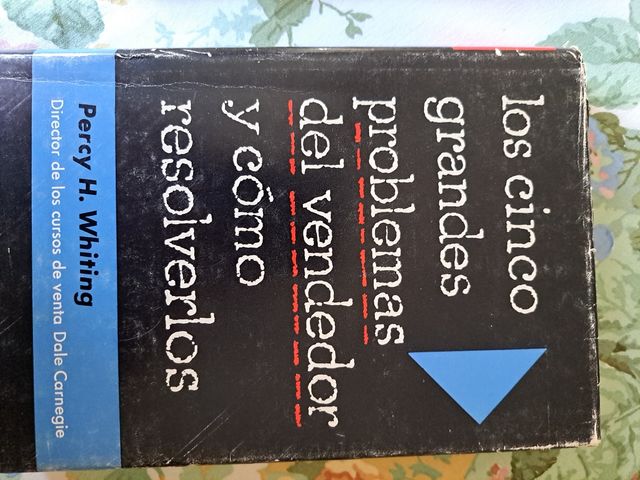 los cinco
grandes
problemas
del vendedor
y cómo
resolverlos
Percy H. Whiting
Director de los cursos de venta Dale Carnegie